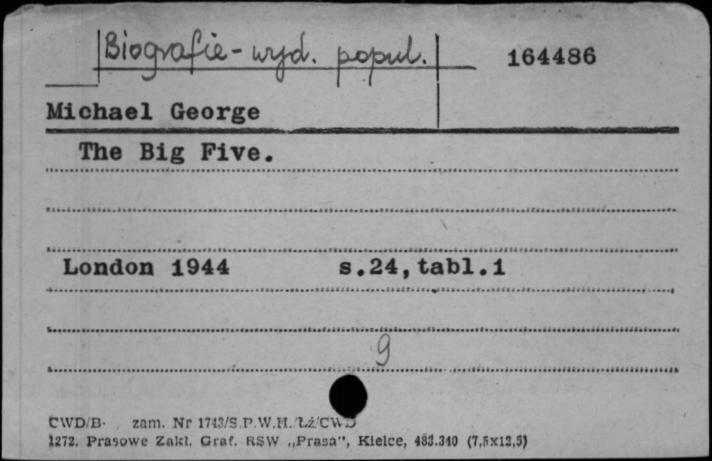 Biografie - wyd. popul. 164486
Michael George
The Big Five.
London 1944 s.24, tabl.1
9
CWD/B- zam. Nr 1743/S.P.W.H. Łź/CWD
1272. Prasowe Zakł. Graf. RSW „Prasa", Kielce, 483.340 (7,5x12,5)